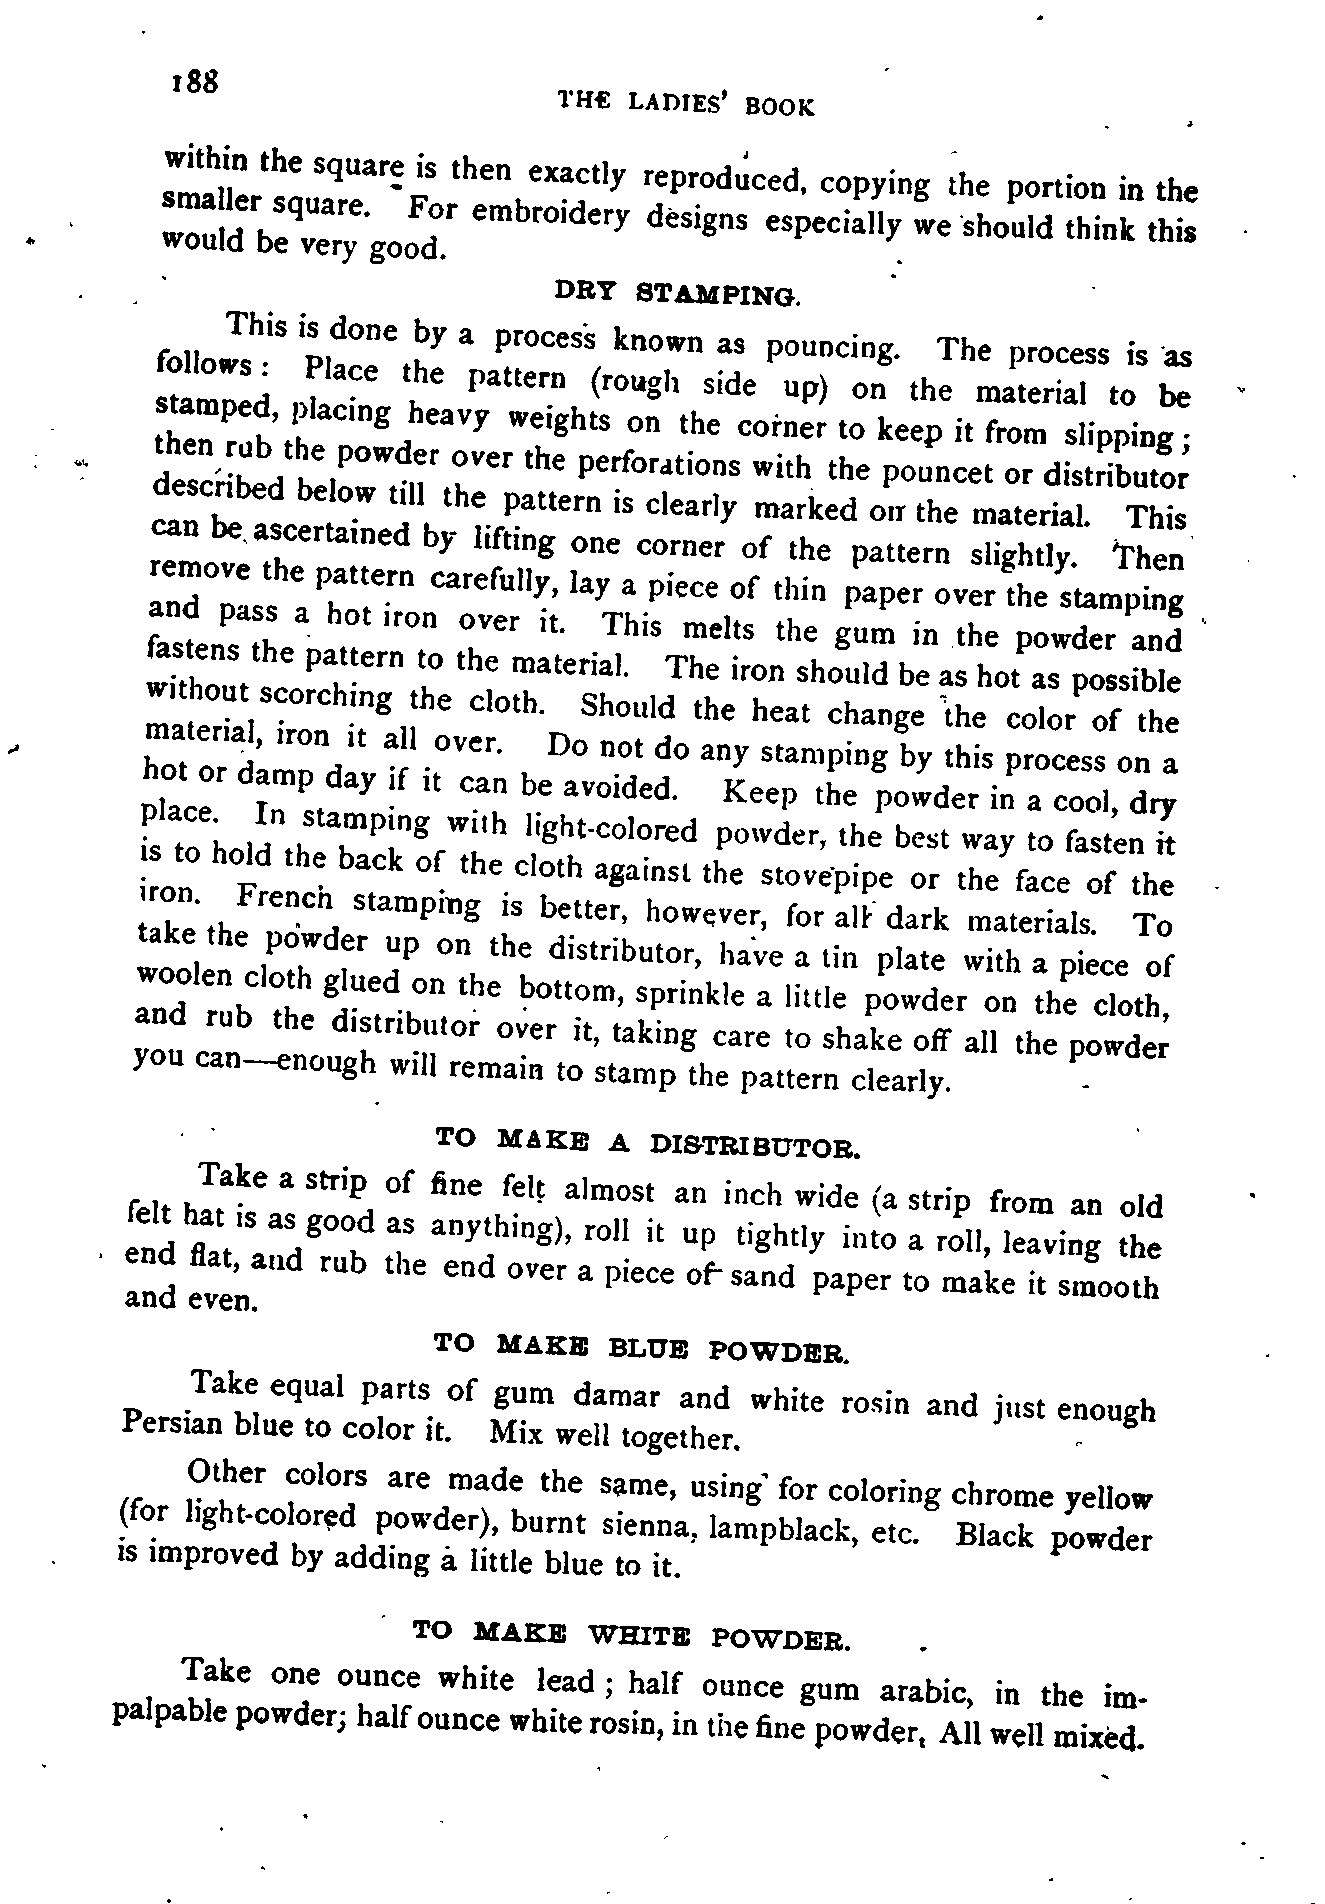 188
THE LADIES' BOOK
within the square is then exactly reproduced, copying the portion in the
smaller square. For embroidery designs especially we should think this
would be very good.
DRY STAMPING.
This is done by a process known as pouncing. The process is as
follows: Place the pattern (rough side up) on the material to be
stamped, placing heavy weights on the corner to keep it from slipping;
then rub the powder over the perforations with the pouncet or distributor
described below till the pattern is clearly marked on the material. This
can be ascertained by lifting one corner of the pattern slightly. Then
remove the pattern carefully, lay a piece of thin paper over the stamping
and pass a hot iron over it. This melts the gum in the powder and
fastens the pattern to the material. The iron should be as hot as possible
without scorching the cloth. Should the heat change the color of the
material, iron it all over. Do not do any stamping by this process on a
hot or damp day if it can be avoided. Keep the powder in a cool, dry
place. In stamping with light-colored powder, the best way to fasten it
is to hold the back of the cloth against the stovepipe or the face of the
iron. French stamping is better, however, for all dark materials. To
take the powder up on the distributor, have a tin plate with a piece of
woolen cloth glued on the bottom, sprinkle a little powder on the cloth,
and rub the distributor over it, taking care to shake off all the powder
you can—enough will remain to stamp the pattern clearly.
TO MAKE A DISTRIBUTOR.
Take a strip of fine felt almost an inch wide (a strip from an old
felt hat is as good as anything), roll it up tightly into a roll, leaving the
end flat, and rub the end over a piece of sand paper to make it smooth
and even.
TO MAKE BLUE POWDER.
Take equal parts of gum damar and white rosin and just enough
Persian blue to color it. Mix well together.
Other colors are made the same, using for coloring chrome yellow
(for light-colored powder), burnt sienna, lampblack, etc. Black powder
is improved by adding a little blue to it.
TO MAKE WHITE POWDER.
Take one ounce white lead; half ounce gum arabic, in the im-
palpable powder; half ounce white rosin, in the fine powder. All well mixed.